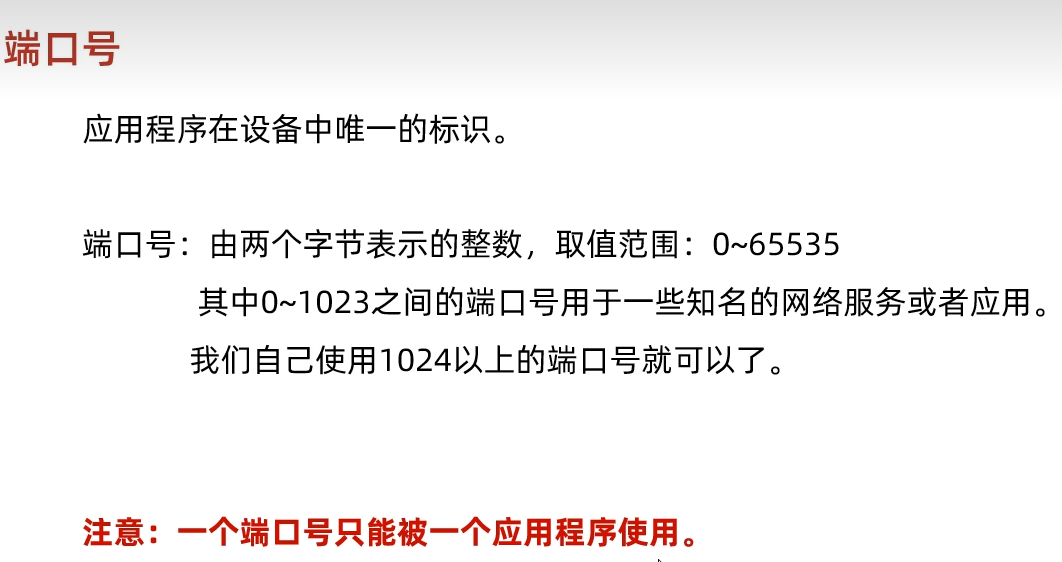 端口号
应用程序在设备中唯一的标识。
端口号：由两个字节表示的整数，取值范围：0~65535
其中0~1023之间的端口号用于一些知名的网络服务或者应用。
我们自己使用1024以上的端口号就可以了。
注意：一个端口号只能被一个应用程序使用。